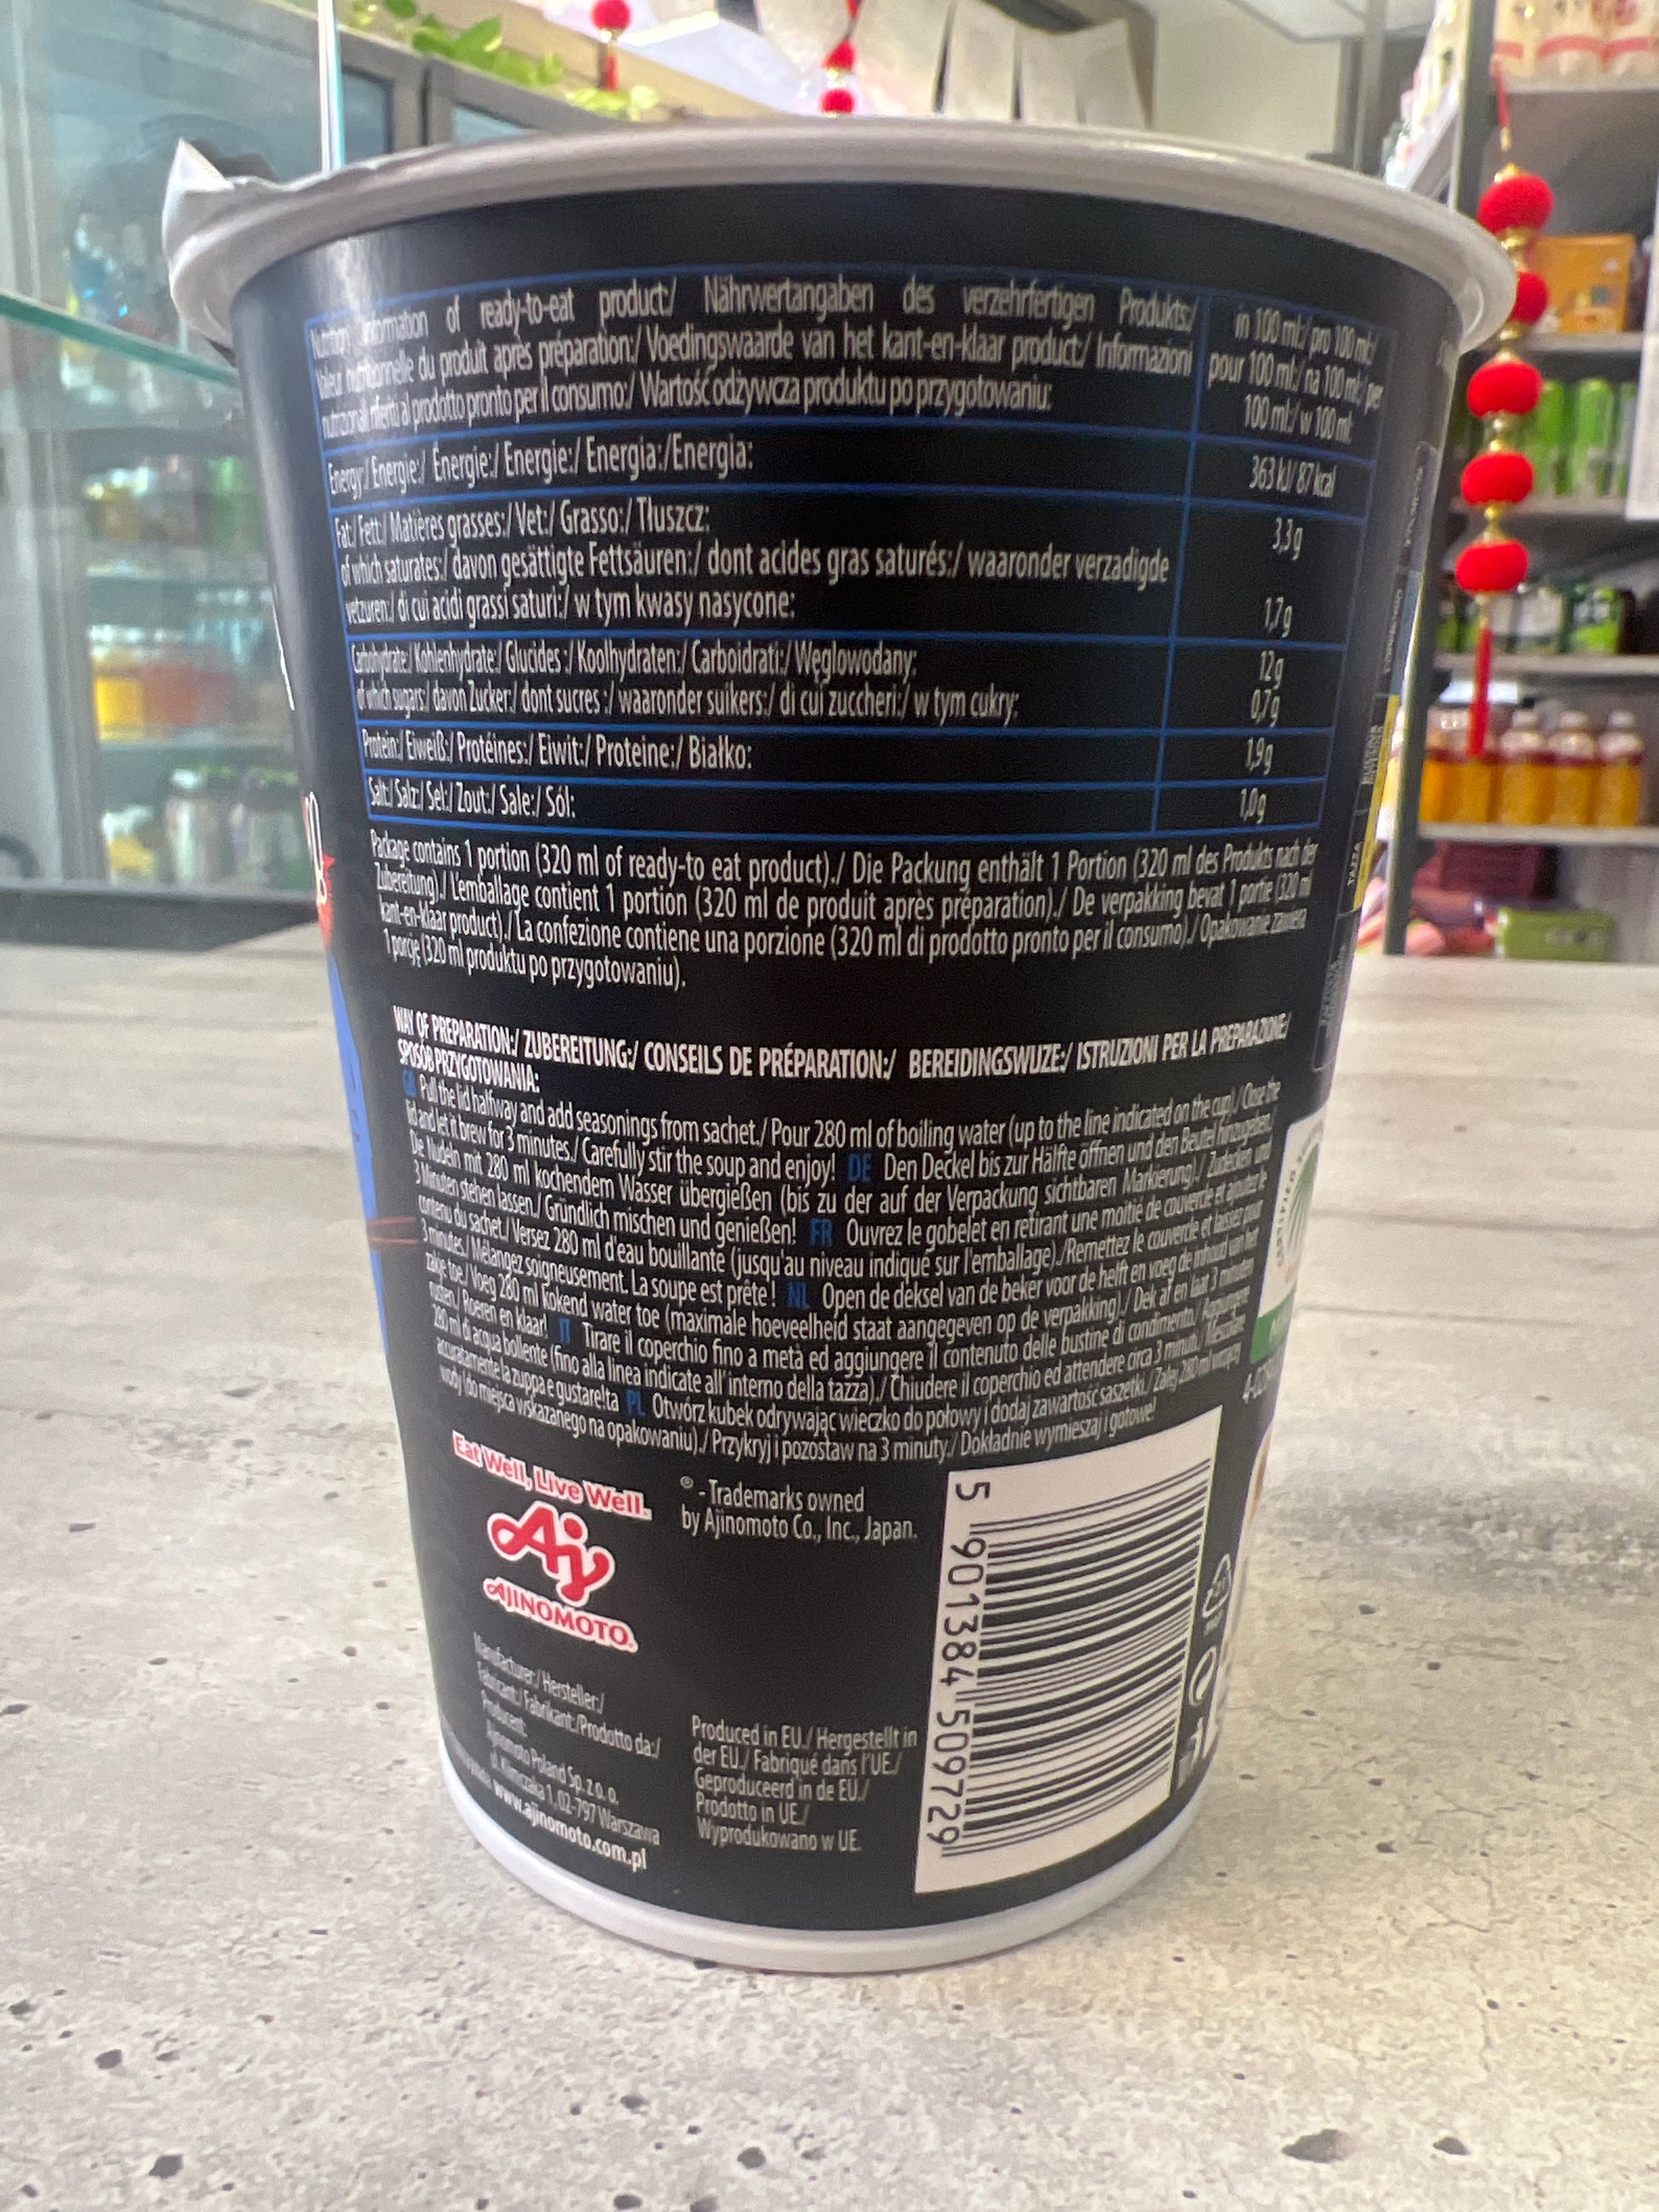 Nutrition information of ready-to-eat product:/ Nährwertangaben des verzehrfertigen Produkts:/
Valeur nutritionnelle du produit après préparation:/ Voedingswaarde van het kant-en-klaar product:/ Informazioni
nutrizionali riferiti al prodotto pronto per il consumo:/ Wartość odżywcza produktu po przygotowaniu:
in 100 ml:/ pro 100 ml:/
pour 100 ml:/ na 100 ml:/ per
100 ml:/ w 100 ml:
Energy:/ Energie:/ Énergie:/ Energie:/ Energia:/Energia:
363 kJ/ 87 kcal
Fat:/ Fett:/ Matières grasses:/ Vet:/ Grasso:/ Tłuszcz:
3,3 g
of which saturates:/ davon gesättigte Fettsäuren:/ dont acides gras saturés:/ waaronder verzadigde
vetzuren:/ di cui acidi grassi saturi:/ w tym kwasy nasycone:
1,7 g
Carbohydrate:/ Kohlenhydrate:/ Glucides :/ Koolhydraten:/ Carboidrati:/ Węglowodany:
12 g
of which sugars:/ davon Zucker:/ dont sucres :/ waaronder suikers:/ di cui zuccheri:/ w tym cukry:
0,7 g
Protein:/ Eiweiß:/ Protéines:/ Eiwit:/ Proteine:/ Białko:
1,9 g
Salt:/ Salz:/ Sel:/ Zout:/ Sale:/ Sól:
1,0 g
Package contains 1 portion (320 ml of ready-to eat product)./ Die Packung enthält 1 Portion (320 ml des Produkts nach der
Zubereitung)./ L'emballage contient 1 portion (320 ml de produit après préparation)./ De verpakking bevat 1 portie (320 ml
kant-en-klaar product)./ La confezione contiene una porzione (320 ml di prodotto pronto per il consumo)./ Opakowanie zawiera
1 porcję (320 ml produktu po przygotowaniu).
WAY OF PREPARATION:/ ZUBEREITUNG:/ CONSEILS DE PRÉPARATION:/ BEREIDINGSWIJZE:/ ISTRUZIONI PER LA PREPARAZIONE/
SPOSÓB PRZYGOTOWANIA:
Pull the lid halfway and add seasonings from sachet./ Pour 280 ml of boiling water (up to the line indicated on the cup)./ Close the
lid and let it brew for 3 minutes./ Carefully stir the soup and enjoy! DE Den Deckel bis zur Hälfte öffnen und den Beutel hinzugeben./
Die Nudeln mit 280 ml kochendem Wasser übergießen (bis zu der auf der Verpackung sichtbaren Markierung)./ Zudecken und
3 Minuten stehen lassen./ Gründlich mischen und genießen! FR Ouvrez le gobelet en retirant une moitié de couvercle et ajouter le
contenu du sachet./ Versez 280 ml d'eau bouillante (jusqu'au niveau indiqué sur l'emballage)./Remettez le couvercle et laissez pour
3 minutes./ Mélangez soigneusement. La soupe est prête ! NL Open de deksel van de beker voor de helft en voeg de inhoud van het
zakje toe./ Voeg 280 ml kokend water toe (maximale hoeveelheid staat aangegeven op de verpakking)./ Dek af en laat 3 minuten
rusten./ Roeren en klaar! IT Tirare il coperchio fino a metà ed aggiungere il contenuto delle bustine di condimento./ Aggiungere
280 ml di acqua bollente (fino alla linea indicate all'interno della tazza)./ Chiudere il coperchio ed attendere circa 3 minuti./ Mescolare
accuratamente la zuppa e gustarelta PL Otwórz kubek odrywając wieczko do połowy i dodaj zawartość saszetki./ Zalej 280 ml wrzącej
wody (do miejsca wskazanego na opakowaniu)./ Przykryj i pozostaw na 3 minuty./ Dokładnie wymieszaj i gotowe!
Eat Well, Live Well.
Aj
AJINOMOTO.
® - Trademarks owned
by Ajinomoto Co., Inc., Japan.
Manufacturer:/ Hersteller:/
Fabricant:/ Fabrikant:/Prodotto da:/
Producent:
Ajinomoto Poland Sp. z o. o.
ul. Klimczaka 1, 02-797 Warszawa
www.ajinomoto.com.pl
Produced in EU./ Hergestellt in
der EU./ Fabriqué dans l'UE./
Geproduceerd in de EU./
Prodotto in UE./
Wyprodukowano w UE.
5 901384 509729